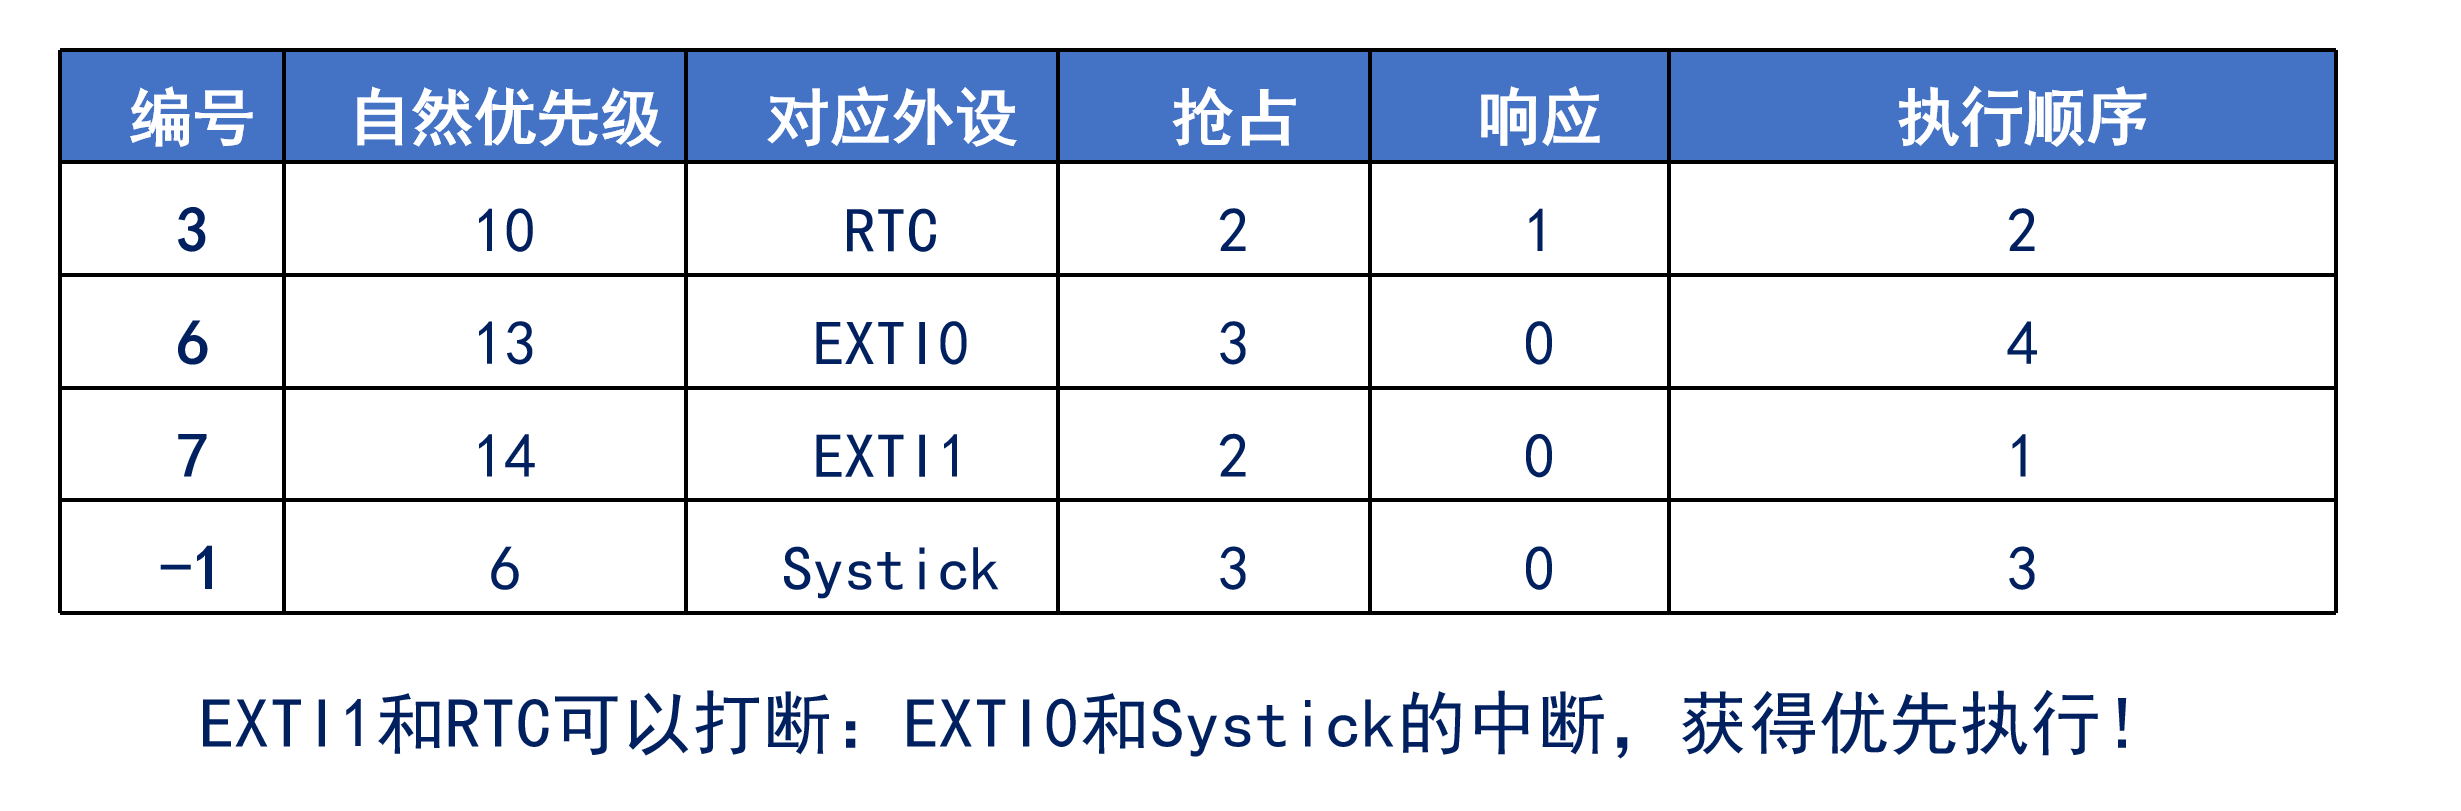 编号 自然优先级 对应外设 抢占 响应 执行顺序
3 10 RTC 2 1 2
6 13 EXTI0 3 0 4
7 14 EXTI1 2 0 1
-1 6 Systick 3 0 3
EXTI1和RTC可以打断：EXTI0和Systick的中断，获得优先执行！